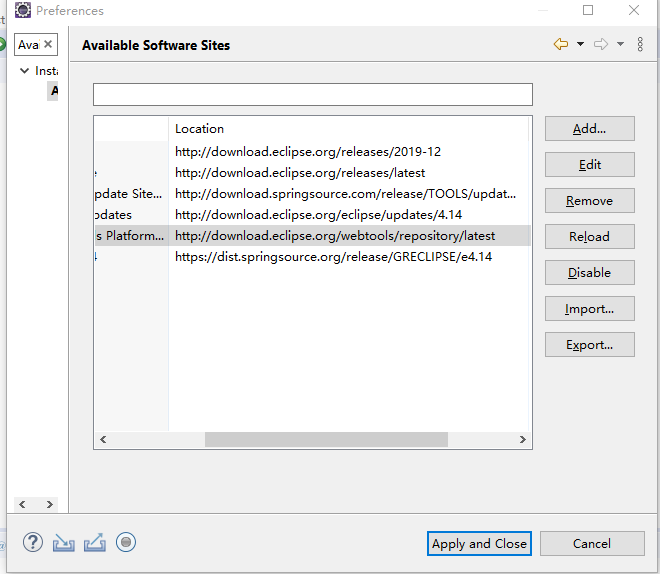 Preferences
Ava
Available Software Sites
Insta
A
Location
Add...
http://download.eclipse.org/releases/2019-12
http://download.eclipse.org/releases/latest
Edit
pdate Site... http://download.springsource.com/release/TOOLS/updat...
Remove
pdates http://download.eclipse.org/eclipse/updates/4.14
s Platform... http://download.eclipse.org/webtools/repository/latest
Reload
4 https://dist.springsource.org/release/GRECLIPSE/e4.14
Disable
Import...
Export...
Apply and Close
Cancel